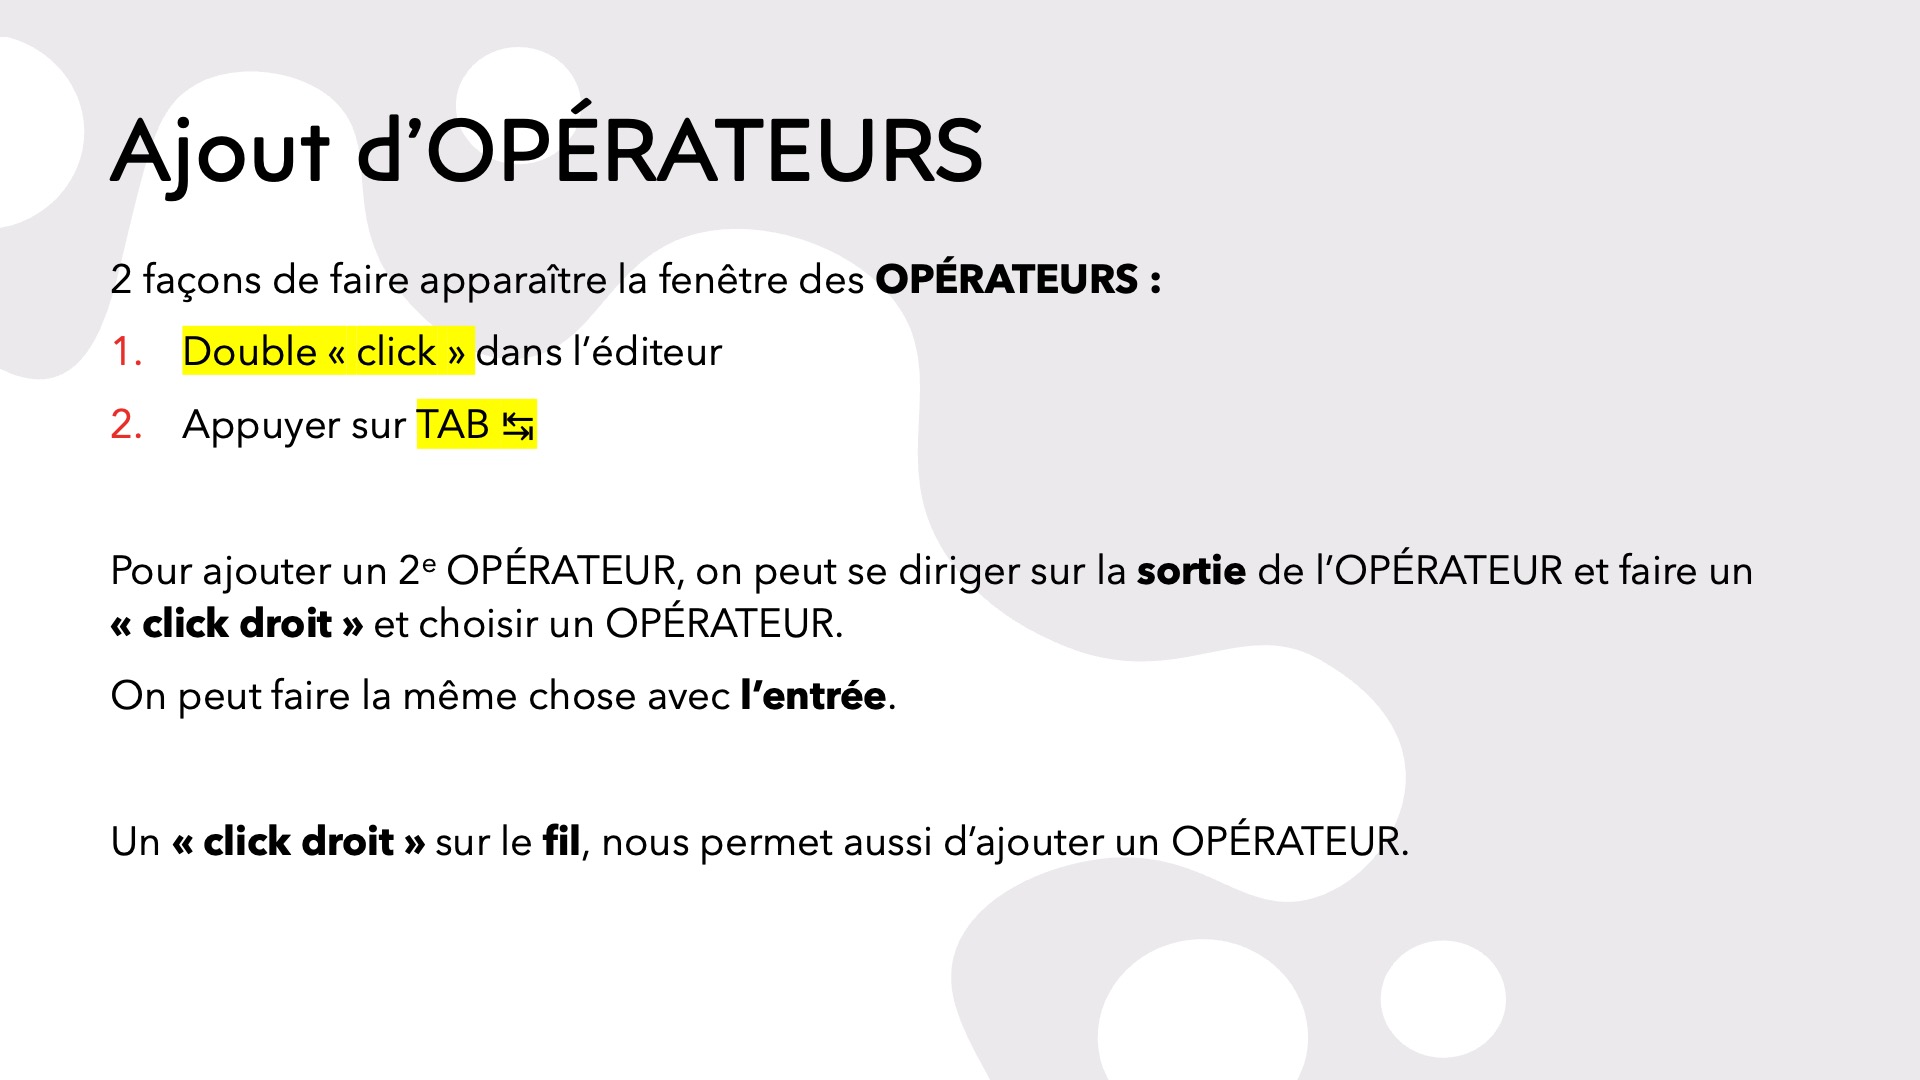 Ajout d’OPÉRATEURS
2 façons de faire apparaître la fenêtre des OPÉRATEURS :
1. Double « click » dans l’éditeur
2. Appuyer sur TAB ↹
Pour ajouter un 2ᵉ OPÉRATEUR, on peut se diriger sur la sortie de l’OPÉRATEUR et faire un
« click droit » et choisir un OPÉRATEUR.
On peut faire la même chose avec l’entrée.
Un « click droit » sur le fil, nous permet aussi d’ajouter un OPÉRATEUR.